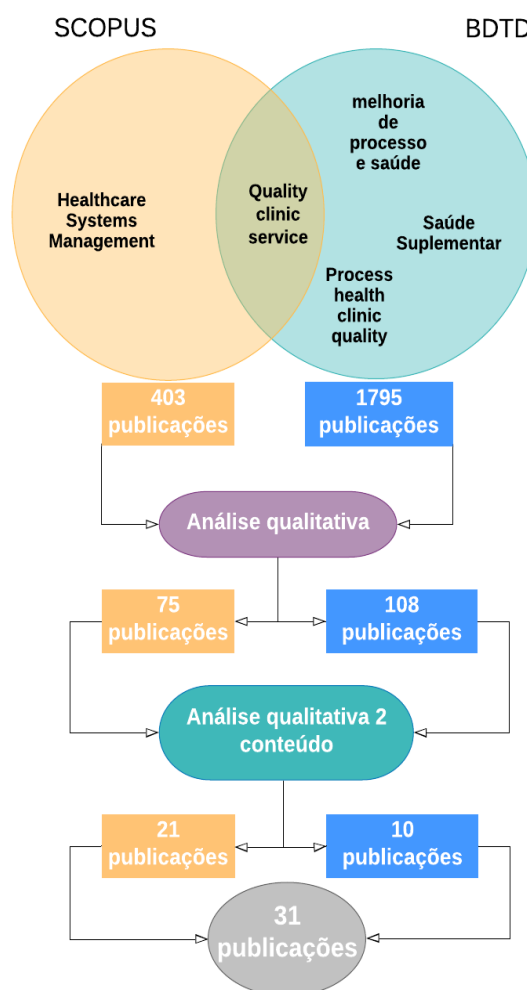 SCOPUS
BDTD
melhoria
de
processo
e saúde
Healthcare
Systems
Management
Quality
clinic
service
Saúde
Suplementar
Process
health
clinic
quality
403
publicações
1795
publicações
Análise qualitativa
75
publicações
108
publicações
Análise qualitativa 2
conteúdo
21
publicações
10
publicações
31
publicações